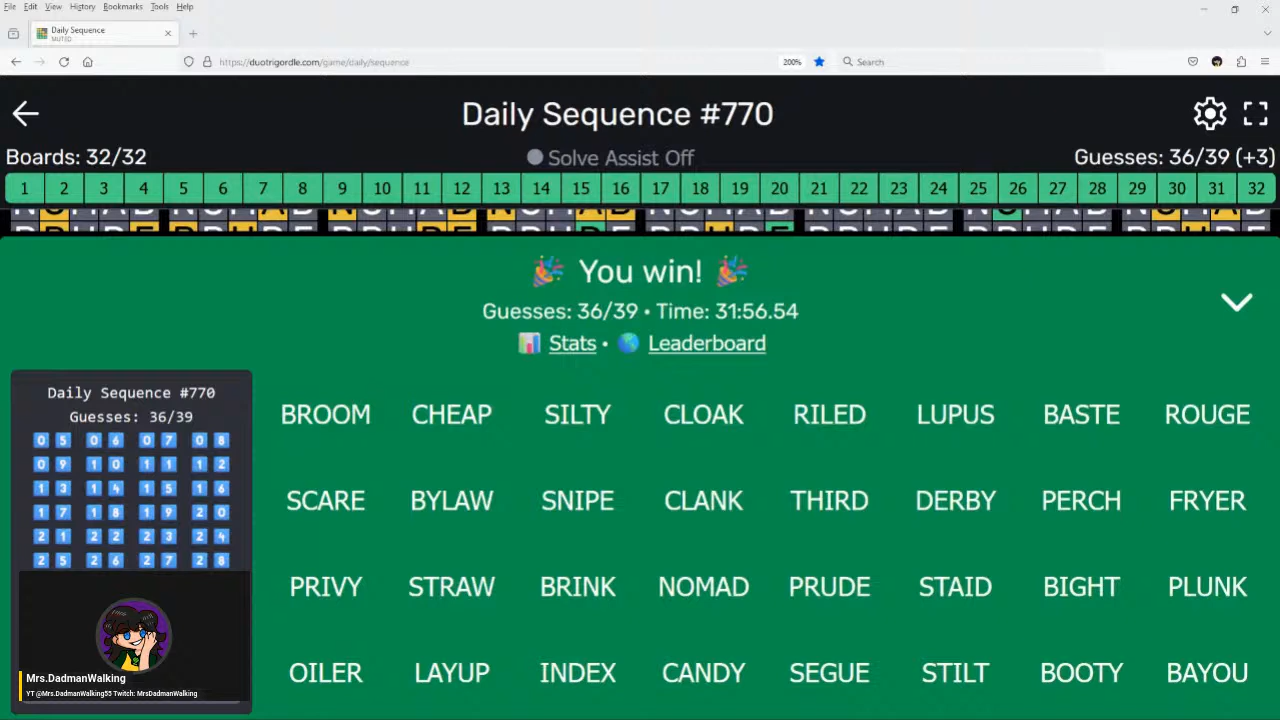 File Edit View History Bookmarks Tools Help
Daily Sequence
MUTED
https://duotrigordle.com/game/daily/sequence
200%
Search
Daily Sequence #770
Boards: 32/32
Solve Assist Off
Guesses: 36/39 (+3)
1 2 3 4 5 6 7 8 9 10 11 12 13 14 15 16 17 18 19 20 21 22 23 24 25 26 27 28 29 30 31 32
You win!
Guesses: 36/39 • Time: 31:56.54
Stats • Leaderboard
Daily Sequence #770
Guesses: 36/39
05 06 07 08
09 10 11 12
13 14 15 16
17 18 19 20
21 22 23 24
25 26 27 28
BROOM CHEAP SILTY CLOAK RILED LUPUS BASTE ROUGE
SCARE BYLAW SNIPE CLANK THIRD DERBY PERCH FRYER
PRIVY STRAW BRINK NOMAD PRUDE STAID BIGHT PLUNK
OILER LAYUP INDEX CANDY SEGUE STILT BOOTY BAYOU
Mrs.DadmanWalking
YT @Mrs.DadmanWalking55 Twitch: MrsDadmanWalking